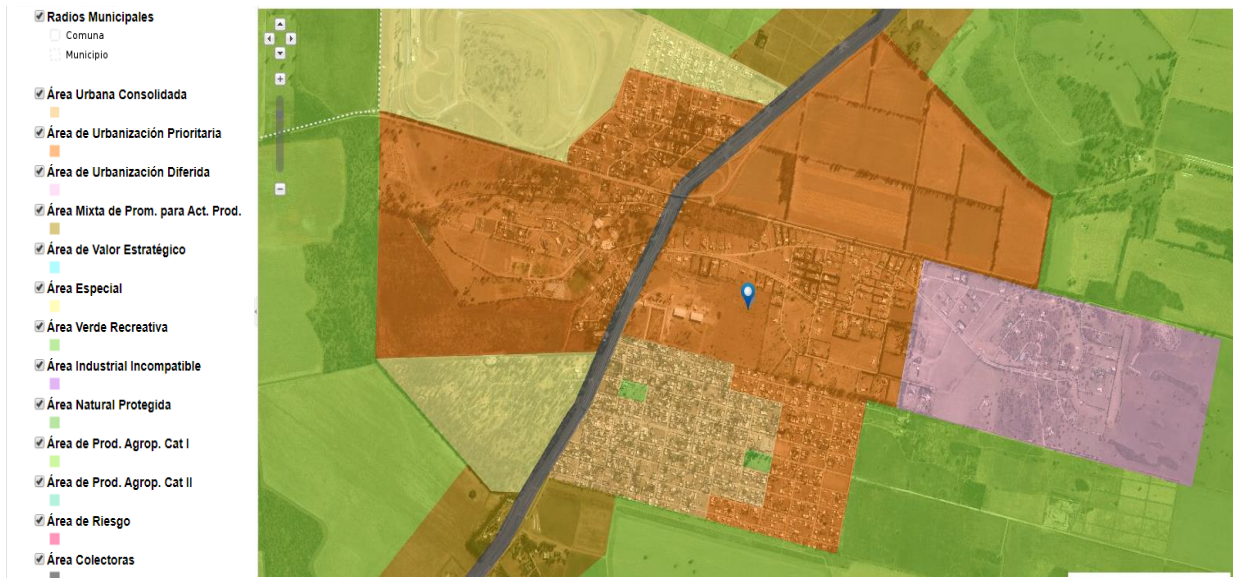 Radios Municipales
Comuna
Municipio
Área Urbana Consolidada
Área de Urbanización Prioritaria
Área de Urbanización Diferida
Área Mixta de Prom. para Act. Prod.
Área de Valor Estratégico
Área Especial
Área Verde Recreativa
Área Industrial Incompatible
Área Natural Protegida
Área de Prod. Agrop. Cat I
Área de Prod. Agrop. Cat II
Área de Riesgo
Área Colectoras